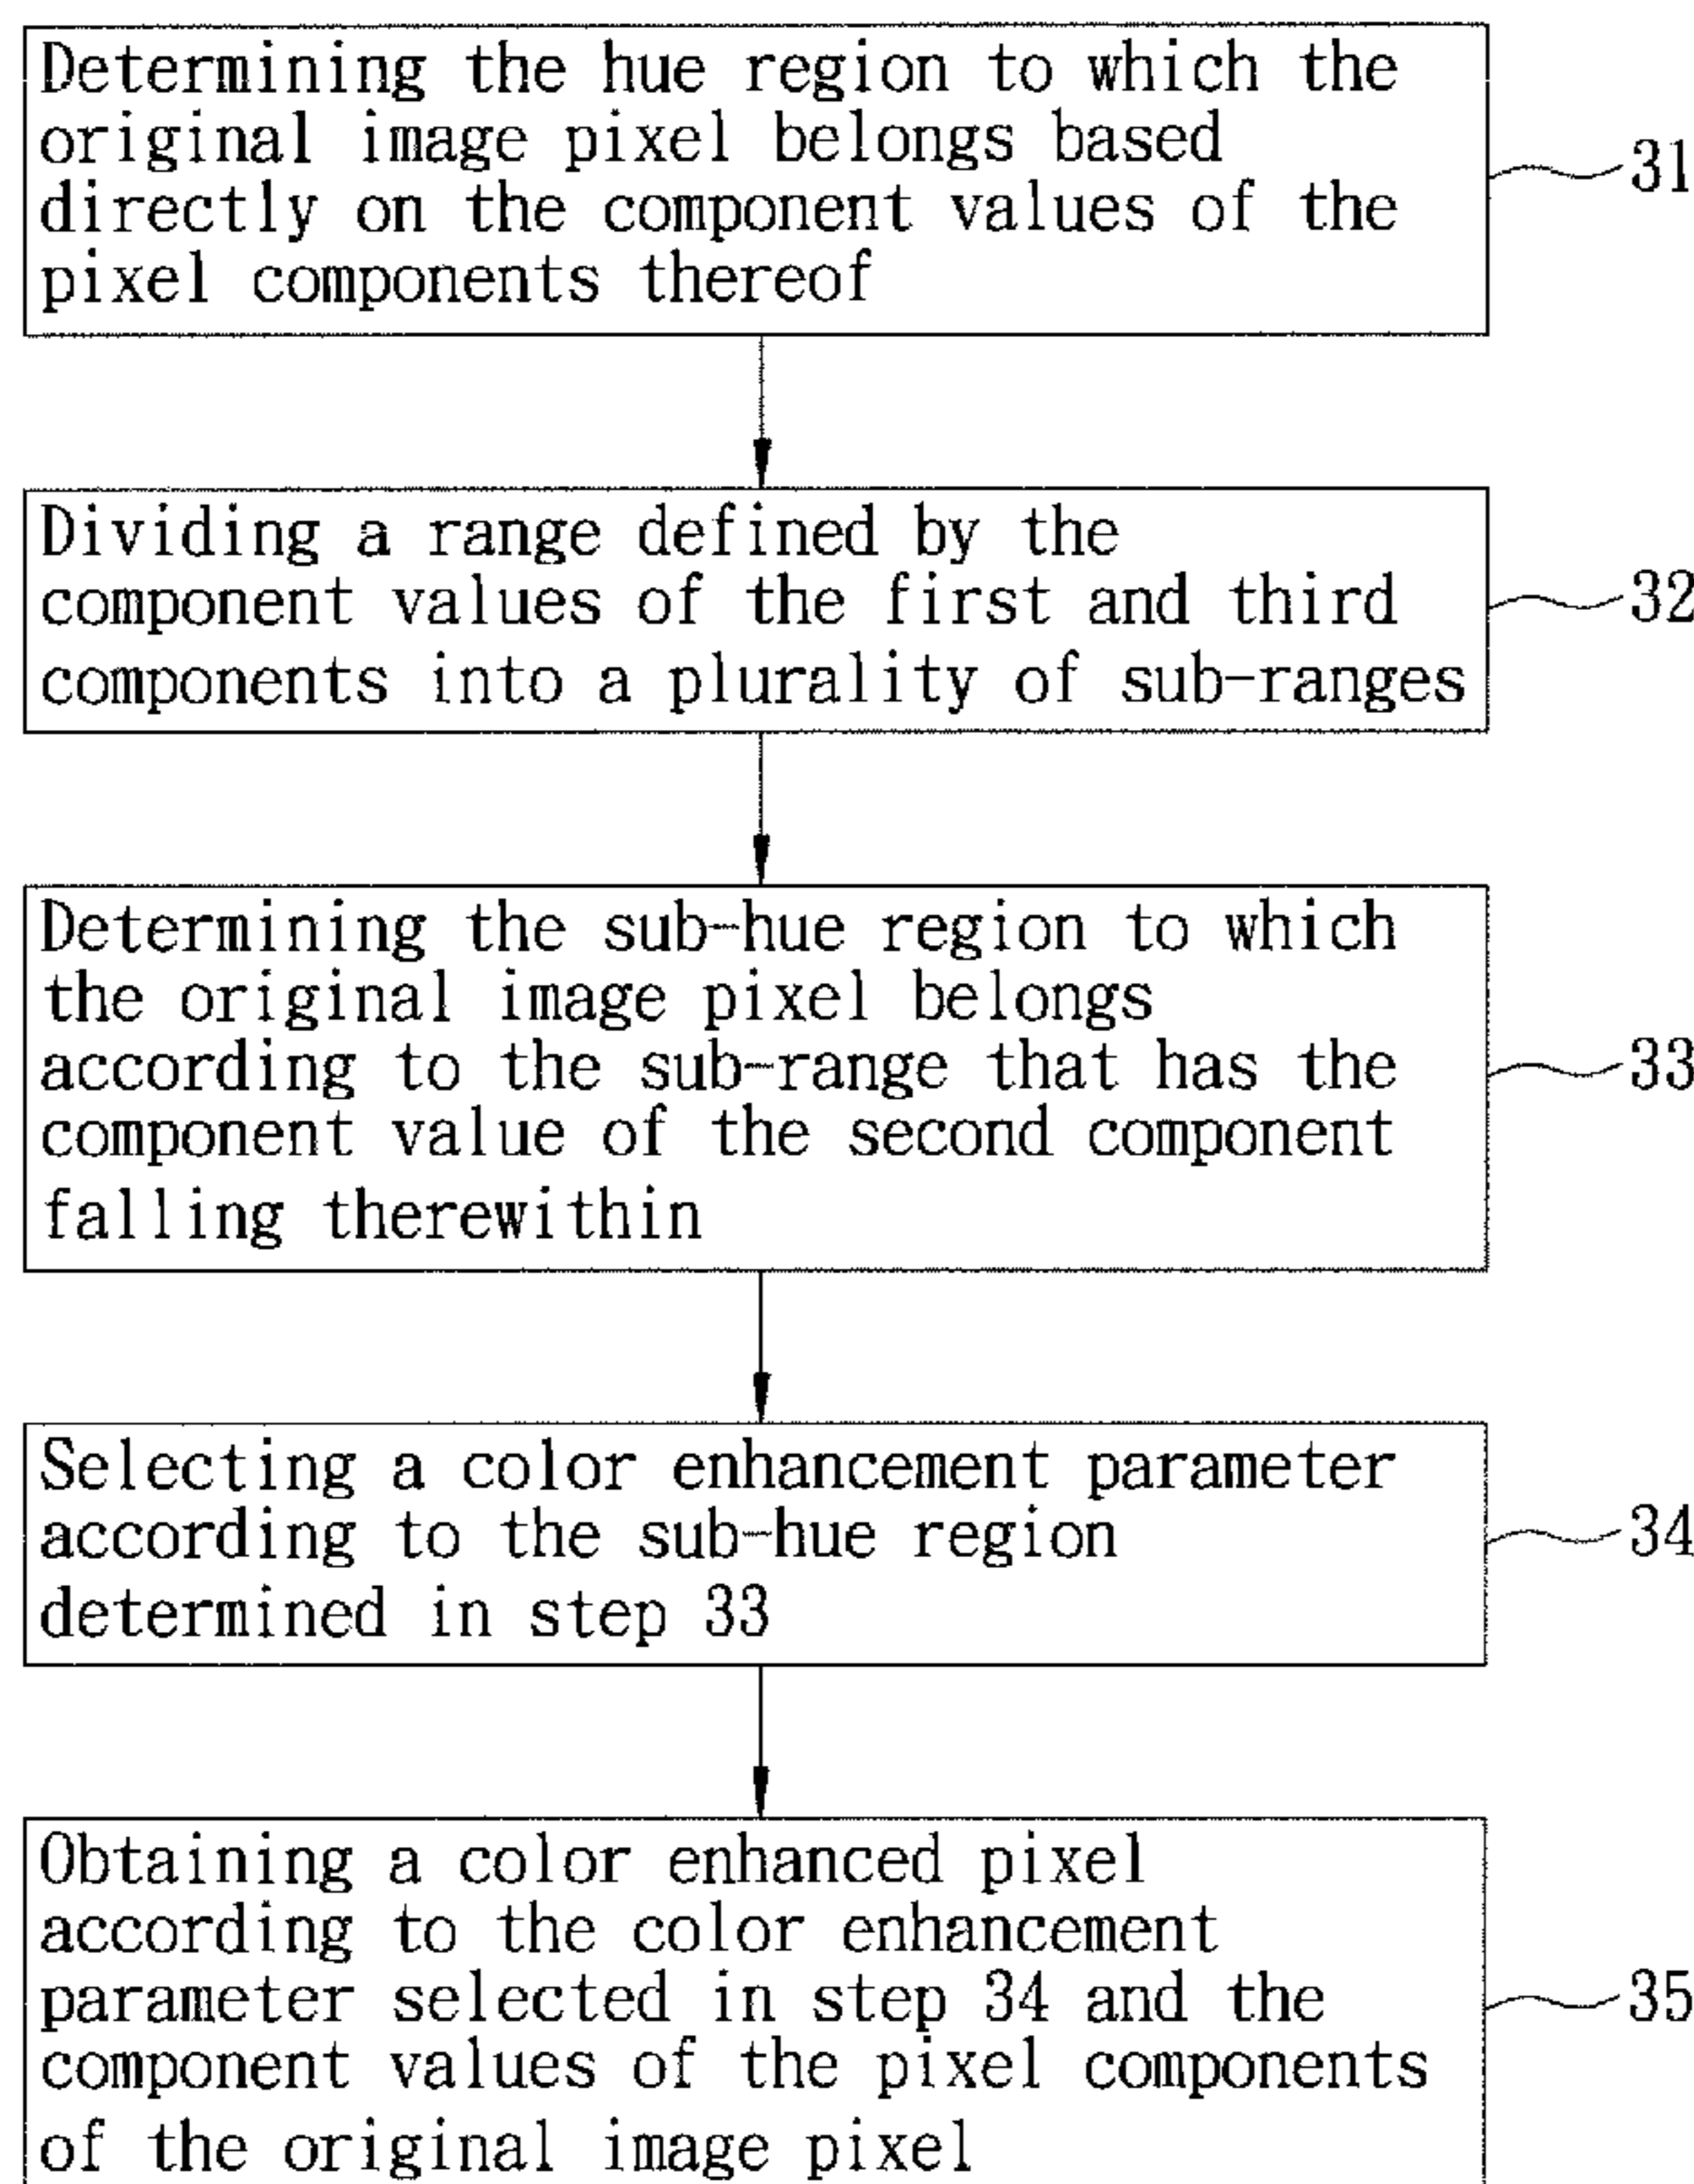 Determining the hue region to which the
original image pixel belongs based
directly on the component values of the
pixel components thereof
31
Dividing a range defined by the
component values of the first and third
components into a plurality of sub-ranges
32
Determining the sub-hue region to which
the original image pixel belongs
according to the sub-range that has the
component value of the second component
falling therewithin
33
Selecting a color enhancement parameter
according to the sub-hue region
determined in step 33
34
Obtaining a color enhanced pixel
according to the color enhancement
parameter selected in step 34 and the
component values of the pixel components
of the original image pixel
35